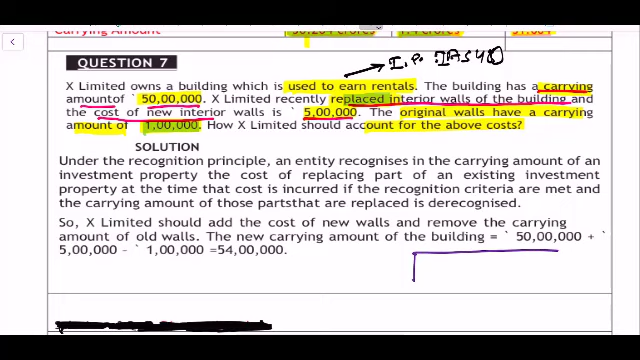 Carrying Amount
→ I.P. IAS 40
QUESTION 7
X Limited owns a building which is used to earn rentals. The building has a carrying
amountof ` 50,00,000. X Limited recently replaced interior walls of the building and
the cost of new interior walls is ` 5,00,000. The original walls have a carrying
amount of ` 1,00,000. How X Limited should account for the above costs?
SOLUTION
Under the recognition principle, an entity recognises in the carrying amount of an
investment property the cost of replacing part of an existing investment
property at the time that cost is incurred if the recognition criteria are met and
the carrying amount of those partsthat are replaced is derecognised.
So, X Limited should add the cost of new walls and remove the carrying
amount of old walls. The new carrying amount of the building = ` 50,00,000 + `
5,00,000 – ` 1,00,000 =54,00,000.